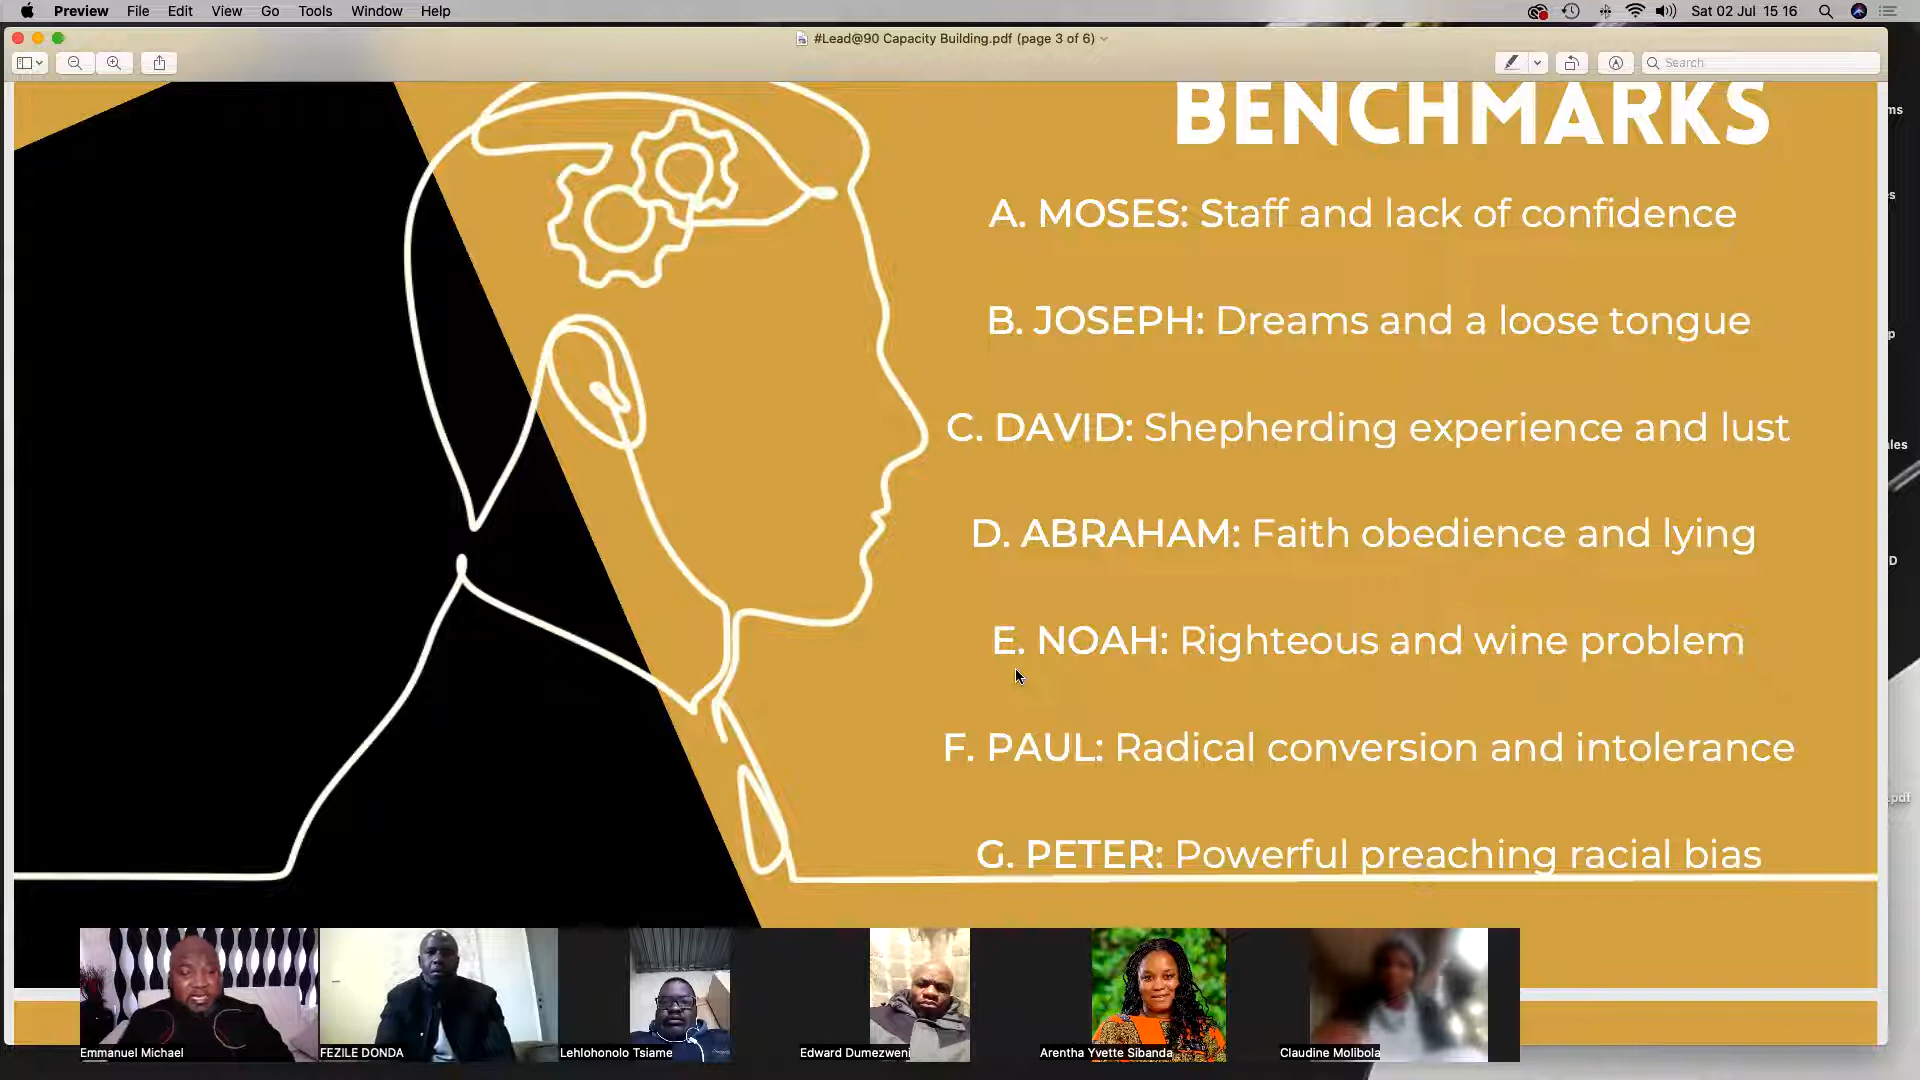 Preview File Edit View Go Tools Window Help Sat 02 Jul 15 16
#Lead@90 Capacity Building.pdf (page 3 of 6)
Search
BENCHMARKS
A. MOSES: Staff and lack of confidence
B. JOSEPH: Dreams and a loose tongue
C. DAVID: Shepherding experience and lust
D. ABRAHAM: Faith obedience and lying
E. NOAH: Righteous and wine problem
F. PAUL: Radical conversion and intolerance
G. PETER: Powerful preaching racial bias
.pdf
Emmanuel Michael
FEZILE DONDA
Lehlohonolo Tsiame
Edward Dumezweni
Arentha Yvette Sibanda
Claudine Molibola